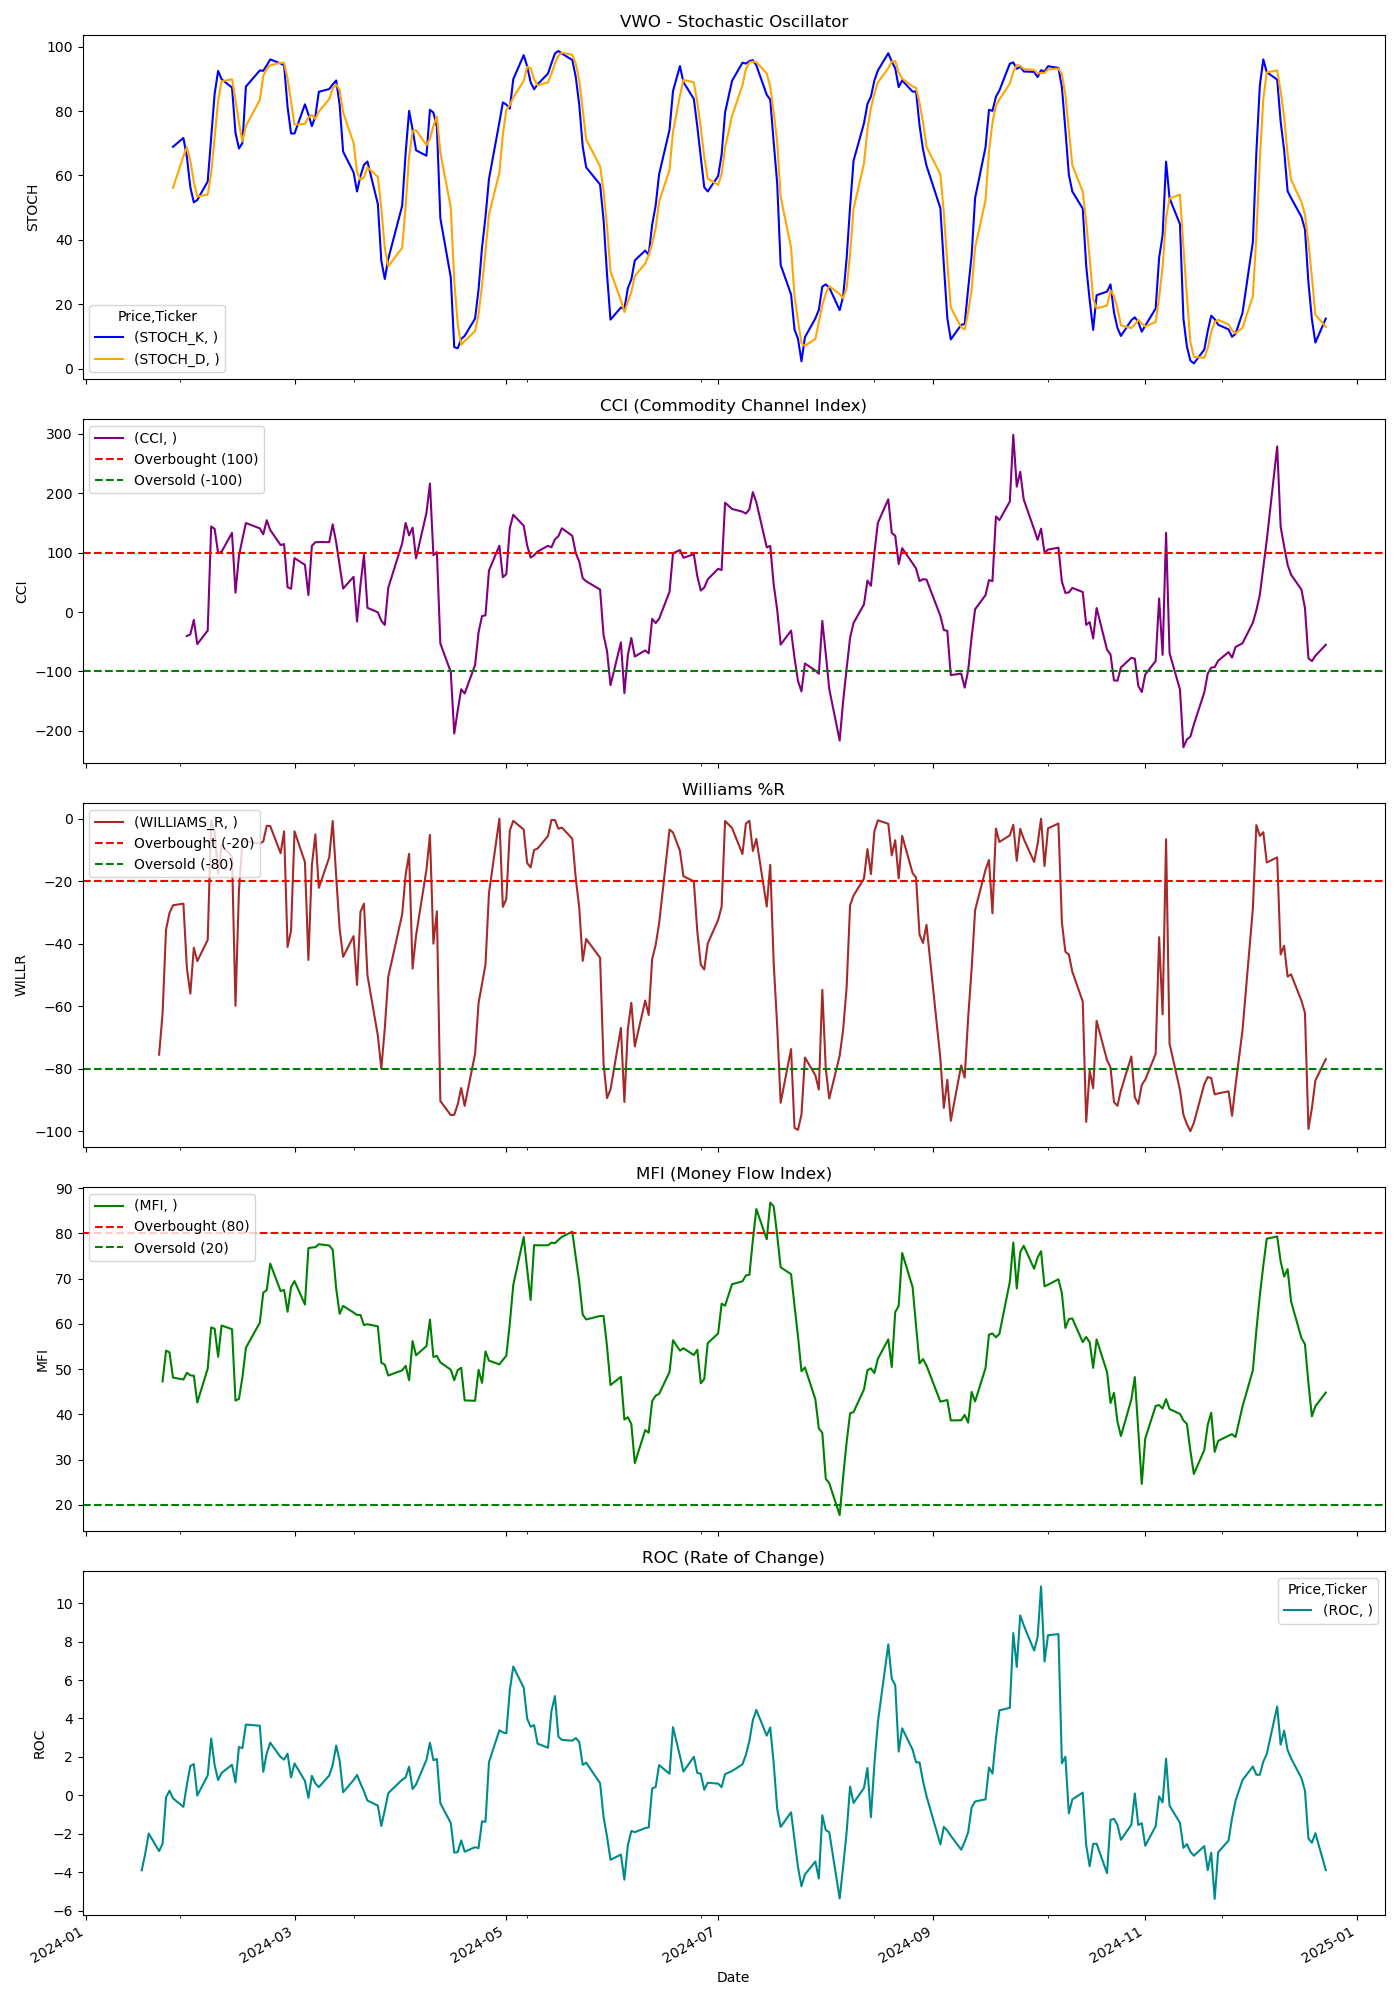 VWO - Stochastic Oscillator
100
80
60
40
20
0
STOCH
Price,Ticker
(STOCH_K, )
(STOCH_D, )
CCI (Commodity Channel Index)
300
200
100
0
−100
−200
CCI
(CCI, )
Overbought (100)
Oversold (-100)
Williams %R
0
−20
−40
−60
−80
−100
WILLR
(WILLIAMS_R, )
Overbought (-20)
Oversold (-80)
MFI (Money Flow Index)
90
80
70
60
50
40
30
20
MFI
(MFI, )
Overbought (80)
Oversold (20)
ROC (Rate of Change)
10
8
6
4
2
0
−2
−4
−6
ROC
Price,Ticker
(ROC, )
2024-01
2024-03
2024-05
2024-07
2024-09
2024-11
2025-01
Date